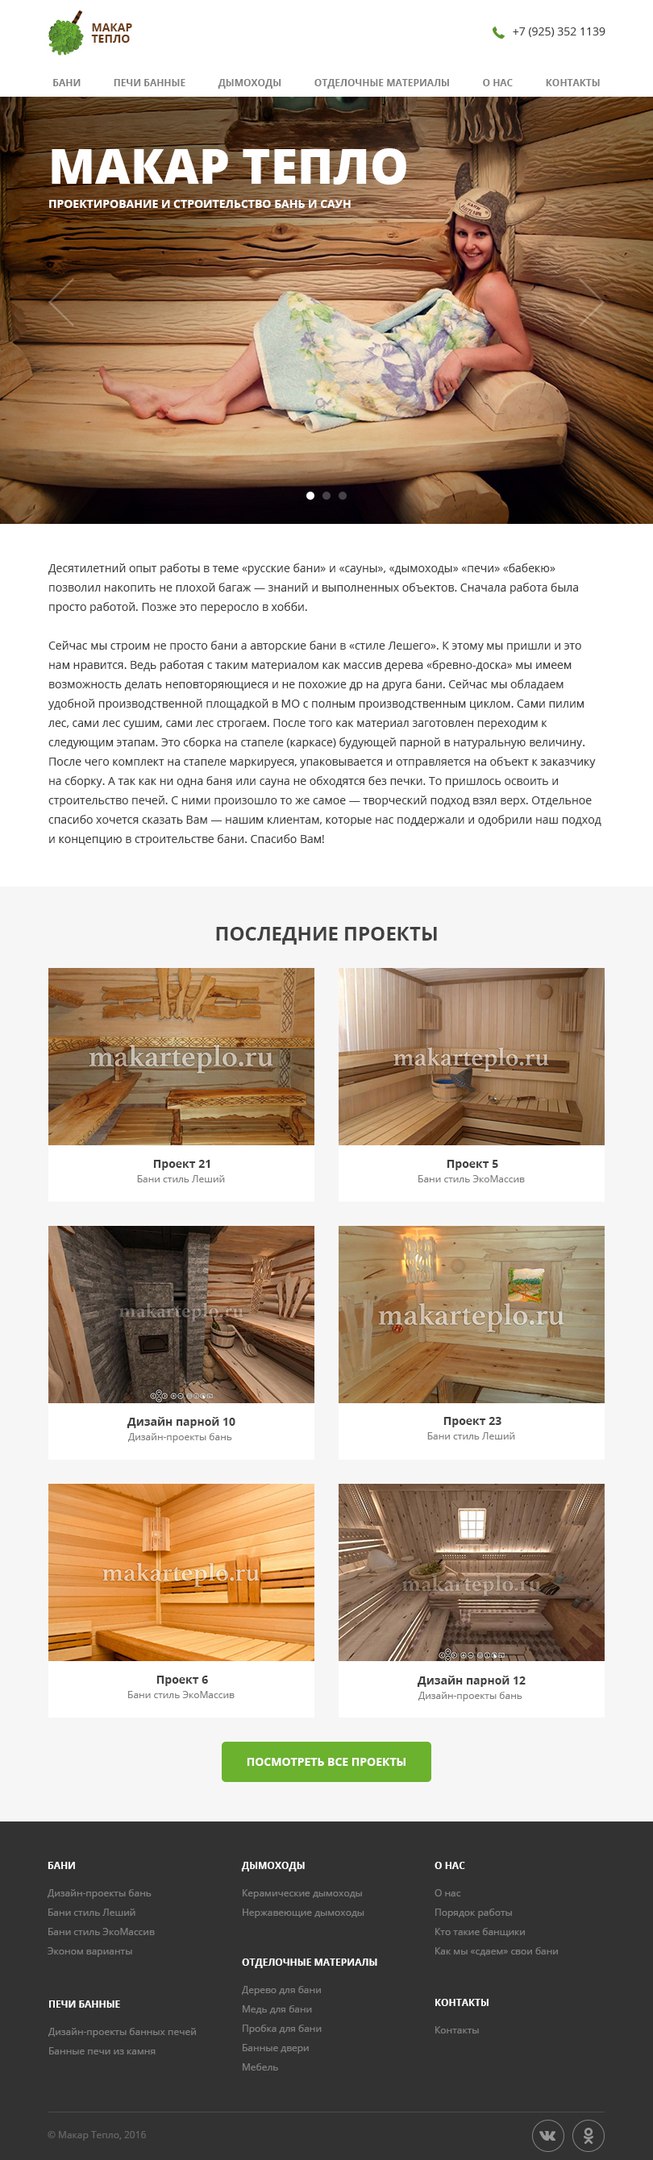 МАКАР
ТЕПЛО
+7 (925) 352 1139
БАНИ ПЕЧИ БАННЫЕ ДЫМОХОДЫ ОТДЕЛОЧНЫЕ МАТЕРИАЛЫ О НАС КОНТАКТЫ
МАКАР ТЕПЛО
ПРОЕКТИРОВАНИЕ И СТРОИТЕЛЬСТВО БАНЬ И САУН
Десятилетний опыт работы в теме «русские бани» и «сауны», «дымоходы» «печи» «бабекю»
позволил накопить не плохой багаж — знаний и выполненных объектов. Сначала работа была
просто работой. Позже это переросло в хобби.
Сейчас мы строим не просто бани а авторские бани в «стиле Лешего». К этому мы пришли и это
нам нравится. Ведь работая с таким материалом как массив дерева «бревно-доска» мы имеем
возможность делать неповторяющиеся и не похожие др на друга бани. Сейчас мы обладаем
удобной производственной площадкой в МО с полным производственным циклом. Сами пилим
лес, сами лес сушим, сами лес строгаем. После того как материал заготовлен переходим к
следующим этапам. Это сборка на стапеле (каркасе) будующей парной в натуральную величину.
После чего комплект на стапеле маркируеся, упаковывается и отправляется на объект к заказчику
на сборку. А так как ни одна баня или сауна не обходятся без печки. То пришлось освоить и
строительство печей. С ними произошло то же самое — творческий подход взял верх. Отдельное
спасибо хочется сказать Вам — нашим клиентам, которые нас поддержали и одобрили наш подход
и концепцию в строительстве бани. Спасибо Вам!
ПОСЛЕДНИЕ ПРОЕКТЫ
makarteplo.ru
makarteplo.ru
Проект 21
Бани стиль Леший
Проект 5
Бани стиль ЭкоМассив
makarteplo.ru
makarteplo.ru
Дизайн парной 10
Дизайн-проекты бань
Проект 23
Бани стиль Леший
makarteplo.ru
makarteplo.ru
Проект 6
Бани стиль ЭкоМассив
Дизайн парной 12
Дизайн-проекты бань
ПОСМОТРЕТЬ ВСЕ ПРОЕКТЫ
БАНИ
Дизайн-проекты бань
Бани стиль Леший
Бани стиль ЭкоМассив
Эконом варианты
ПЕЧИ БАННЫЕ
Дизайн-проекты банных печей
Банные печи из камня
ДЫМОХОДЫ
Керамические дымоходы
Нержавеющие дымоходы
ОТДЕЛОЧНЫЕ МАТЕРИАЛЫ
Дерево для бани
Медь для бани
Пробка для бани
Банные двери
Мебель
О НАС
О нас
Порядок работы
Кто такие банщики
Как мы «сдаем» свои бани
КОНТАКТЫ
Контакты
© Макар Тепло, 2016